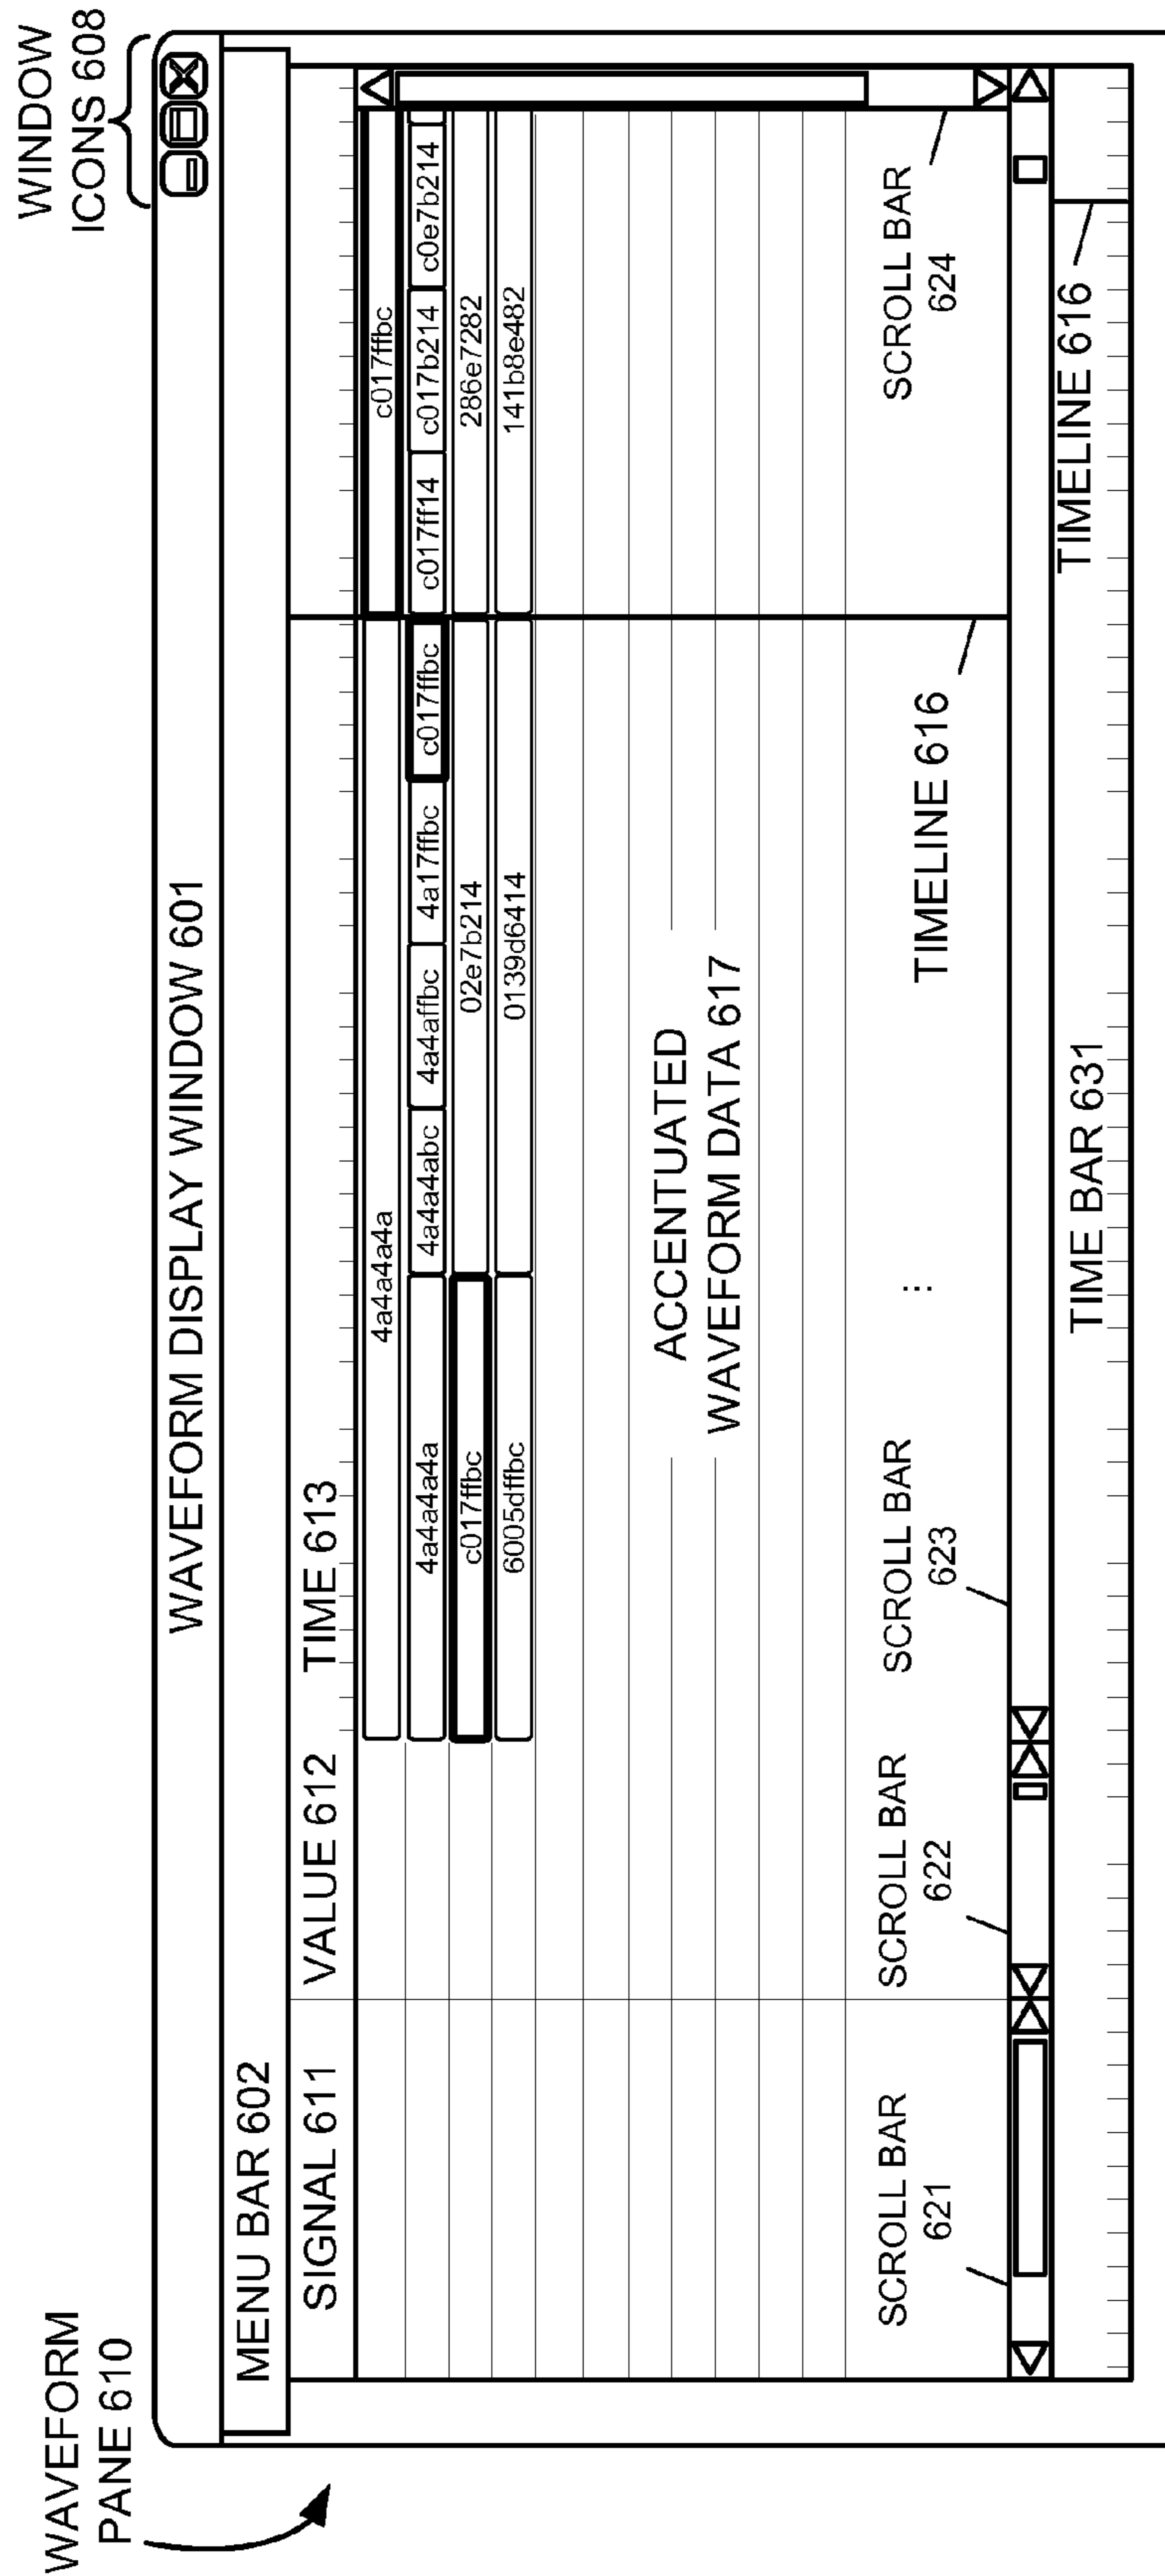 WAVEFORM
PANE 610
WINDOW
ICONS 608
WAVEFORM DISPLAY WINDOW 601
MENU BAR 602
SIGNAL 611
VALUE 612
TIME 613
4a4a4a4a
c017ffbc
4a4a4a4a
4a4a4abc
4a4affbc
4a17ffbc
c017ffbc
c017ff14
c017b214
c0e7b214
c017ffbc
02e7b214
286e7282
6005dffbc
0139d6414
141b8e482
ACCENTUATED
WAVEFORM DATA 617
SCROLL BAR
621
SCROLL BAR
622
SCROLL BAR
623
...
TIMELINE 616
SCROLL BAR
624
TIME BAR 631
TIMELINE 616